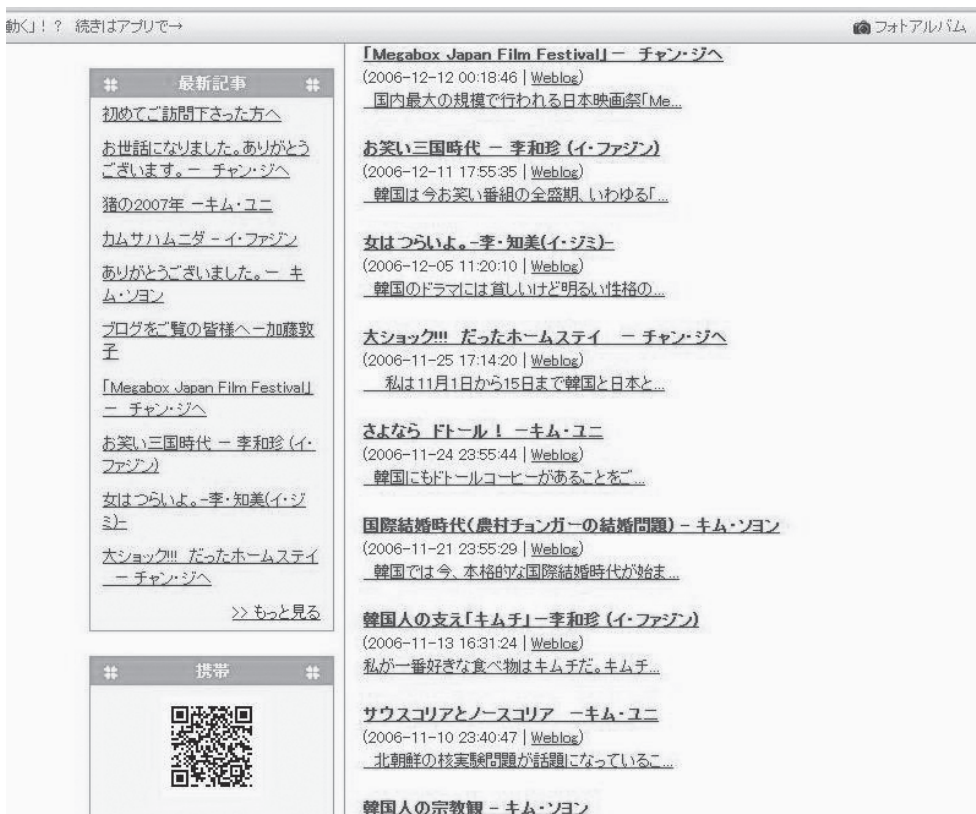 動く」！？ 続きはアプリで→
フォトアルバム
最新記事
初めてご訪問下さった方へ
お世話になりました。ありがとう
ございます。ー チャン・ジヘ
猪の2007年 ーキム・ユニ
カムサハムニダ－イ・ファジン
ありがとうございました。ー キ
ム・ソヨン
ブログをご覧の皆様へー加藤敦
子
「Megabox Japan Film Festival」
ー チャン・ジヘ
お笑い三国時代 ー 李和珍（イ・
ファジン）
女はつらいよ。-李・知美(イ・ジ
ミ)-
大ショック!!! だったホームステイ
ー チャン・ジヘ
>> もっと見る
携帯
「Megabox Japan Film Festival」ー チャン・ジヘ
(2006-12-12 00:18:46 | Weblog)
国内最大の規模で行われる日本映画祭「Me...
お笑い三国時代 ー 李和珍（イ・ファジン）
(2006-12-11 17:55:35 | Weblog)
韓国は今お笑い番組の全盛期、いわゆる「...
女はつらいよ。-李・知美(イ・ジミ)-
(2006-12-05 11:20:10 | Weblog)
韓国のドラマには貧しいけど明るい性格の...
大ショック!!! だったホームステイ ー チャン・ジヘ
(2006-11-25 17:14:20 | Weblog)
私は11月1日から15日まで韓国と日本と...
さよなら ドトール！ ーキム・ユニ
(2006-11-24 23:55:44 | Weblog)
韓国にもドトールコーヒーがあることをご...
国際結婚時代（農村チョンガーの結婚問題） – キム・ソヨン
(2006-11-21 23:55:29 | Weblog)
韓国では今、本格的な国際結婚時代が始ま...
韓国人の支え「キムチ」ー李和珍（イ・ファジン）
(2006-11-13 16:31:24 | Weblog)
私が一番好きな食べ物はキムチだ。キムチ...
サウスコリアとノースコリア ーキム・ユニ
(2006-11-10 23:40:47 | Weblog)
北朝鮮の核実験問題が話題になっているこ...
韓国人の宗教観 – キム・ソヨン